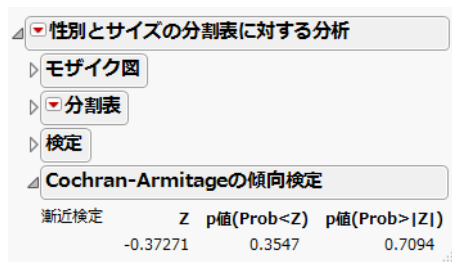 性別とサイズの分割表に対する分析
モザイク図
分割表
検定
Cochran-Armitageの傾向検定
漸近検定 Z p値(Prob<Z) p値(Prob>|Z|)
-0.37271 0.3547 0.7094